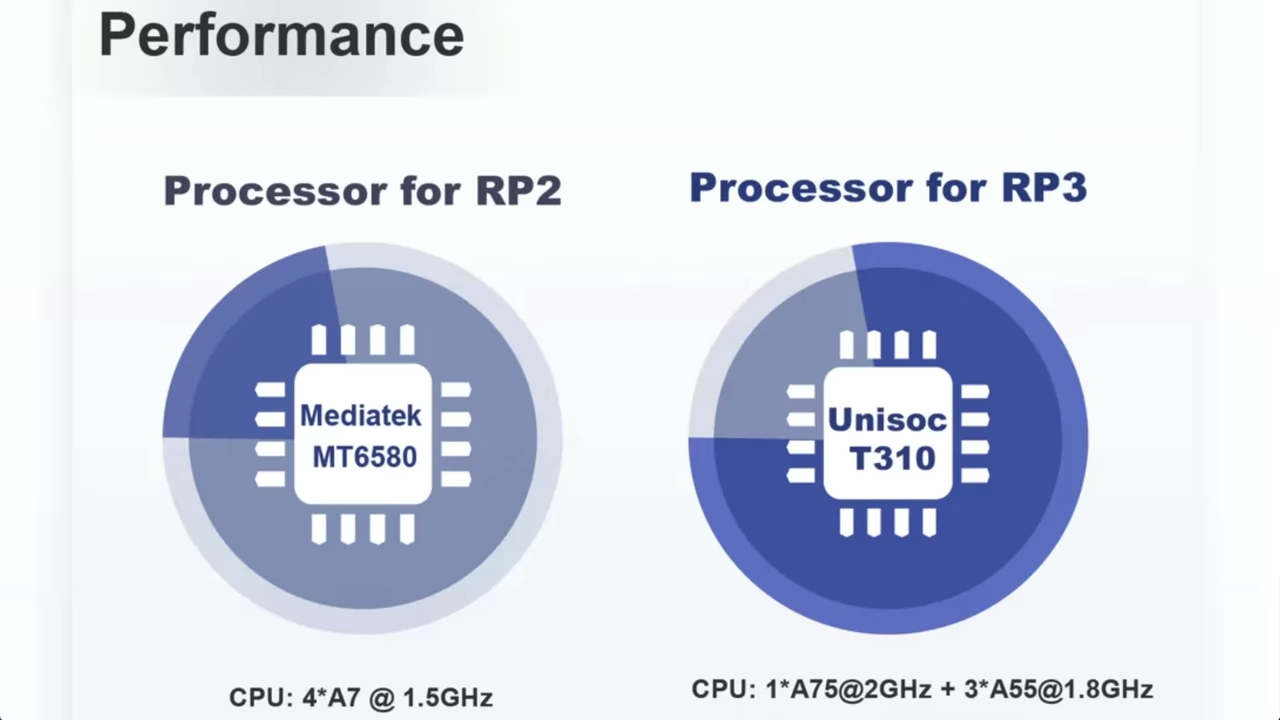 Performance
Processor for RP2
Mediatek
MT6580
CPU: 4*A7 @ 1.5GHz
Processor for RP3
Unisoc
T310
CPU: 1*A75@2GHz + 3*A55@1.8GHz